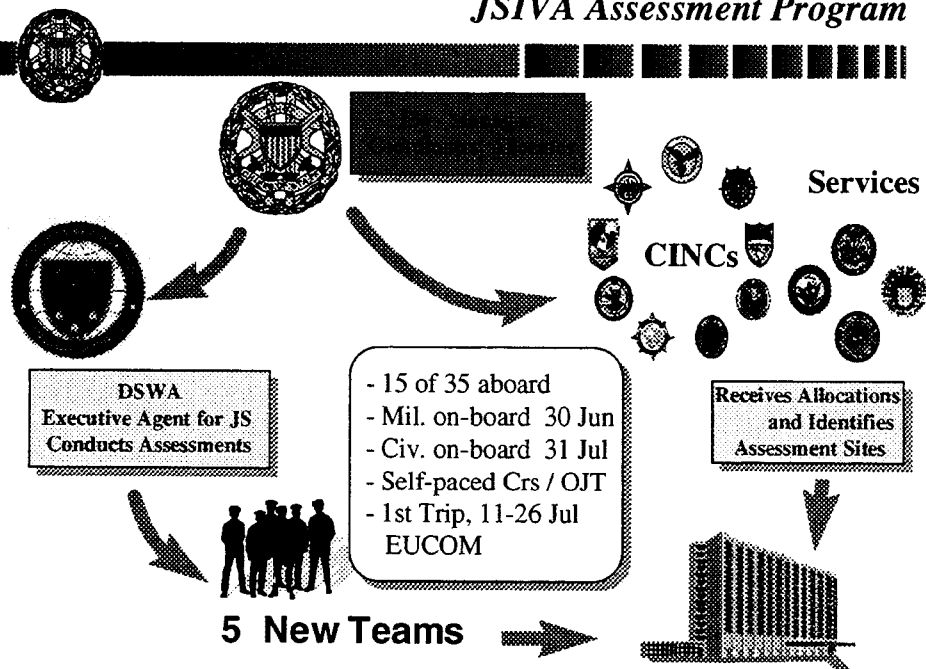 JSIVA Assessment Program
Services
CINCs
DSWA
Executive Agent for JS
Conducts Assessments
- 15 of 35 aboard
- Mil. on-board 30 Jun
- Civ. on-board 31 Jul
- Self-paced Crs / OJT
- 1st Trip, 11-26 Jul
EUCOM
Receives Allocations
and Identifies
Assessment Sites
5 New Teams